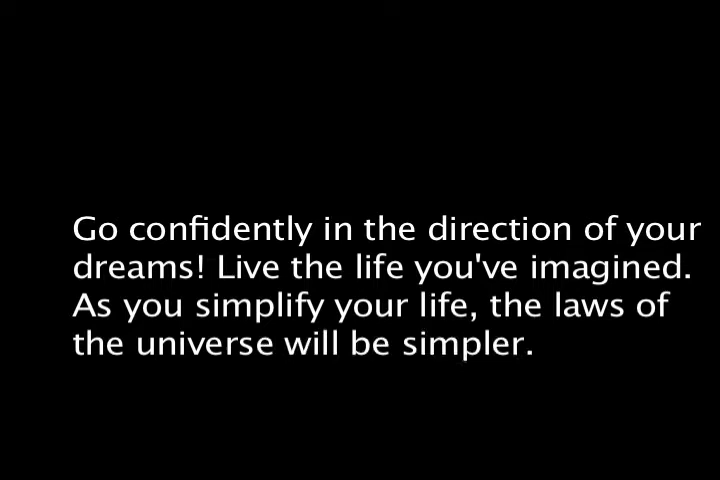 Go confidently in the direction of your
dreams! Live the life you've imagined.
As you simplify your life, the laws of
the universe will be simpler.